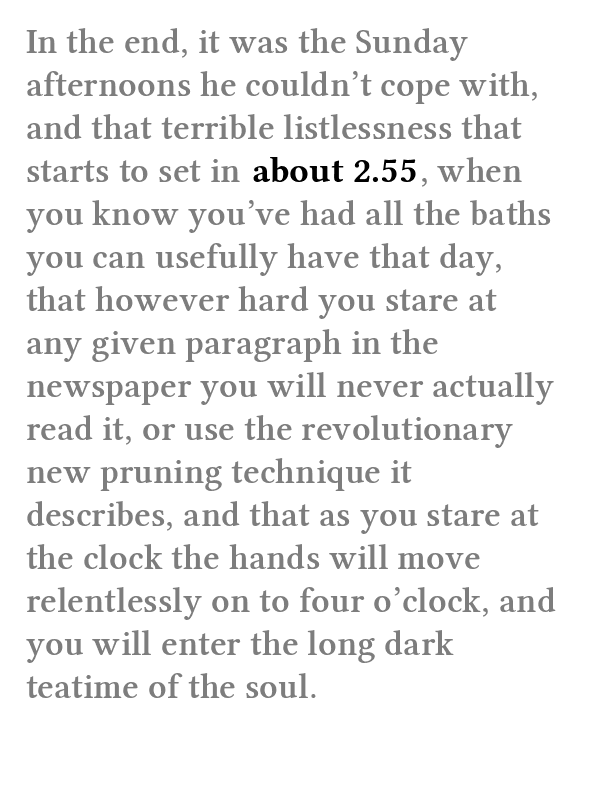 In the end, it was the Sunday
afternoons he couldn’t cope with,
and that terrible listlessness that
starts to set in about 2.55, when
you know you’ve had all the baths
you can usefully have that day,
that however hard you stare at
any given paragraph in the
newspaper you will never actually
read it, or use the revolutionary
new pruning technique it
describes, and that as you stare at
the clock the hands will move
relentlessly on to four o’clock, and
you will enter the long dark
teatime of the soul.